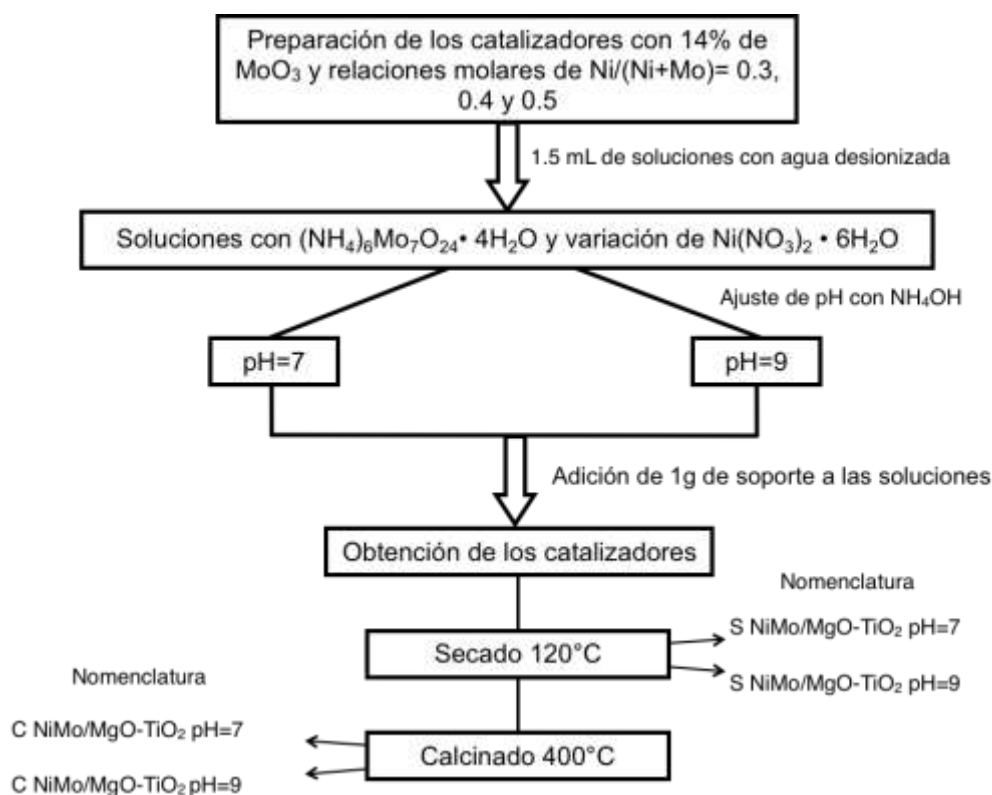 Preparación de los catalizadores con 14% de
MoO₃ y relaciones molares de Ni/(Ni+Mo)= 0.3,
0.4 y 0.5
1.5 mL de soluciones con agua desionizada
Soluciones con (NH₄)₆Mo₇O₂₄• 4H₂O y variación de Ni(NO₃)₂ • 6H₂O
Ajuste de pH con NH₄OH
pH=7
pH=9
Adición de 1g de soporte a las soluciones
Obtención de los catalizadores
Nomenclatura
S NiMo/MgO-TiO₂ pH=7
Secado 120°C
S NiMo/MgO-TiO₂ pH=9
Nomenclatura
C NiMo/MgO-TiO₂ pH=7
Calcinado 400°C
C NiMo/MgO-TiO₂ pH=9